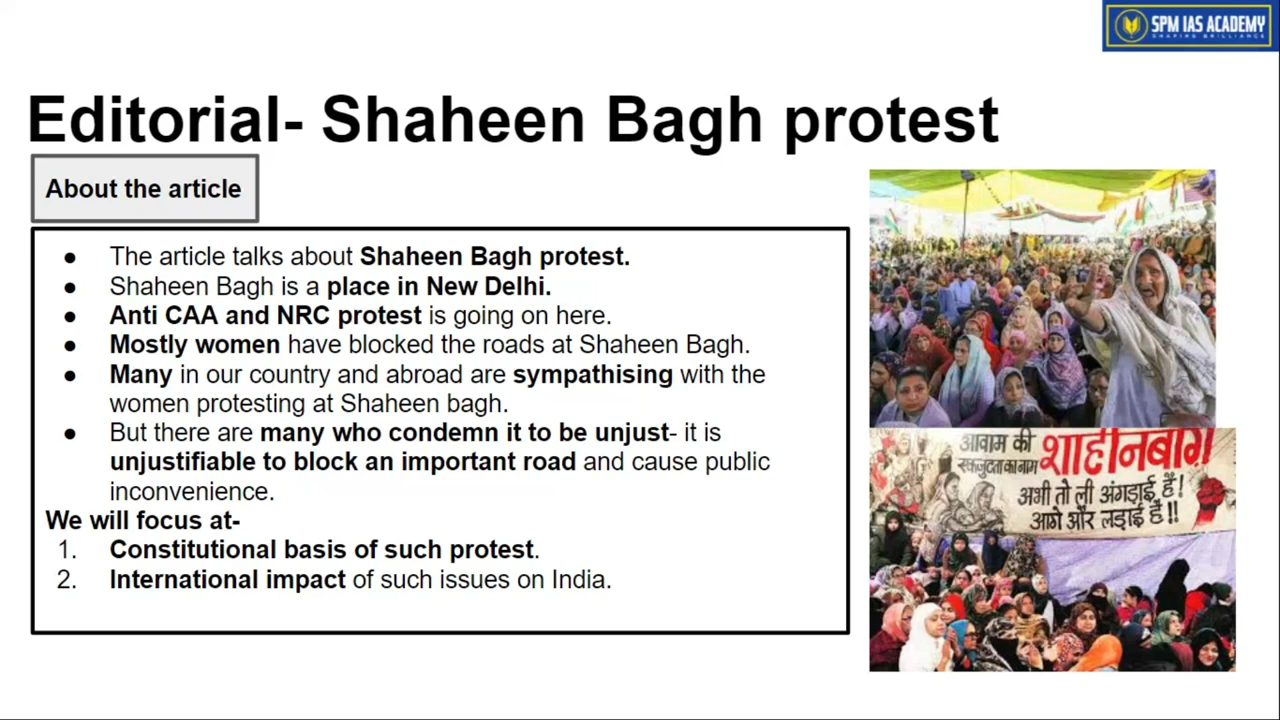 SPM IAS ACADEMY
SHAPING BRILLIANCE
Editorial- Shaheen Bagh protest
About the article
● The article talks about Shaheen Bagh protest.
● Shaheen Bagh is a place in New Delhi.
● Anti CAA and NRC protest is going on here.
● Mostly women have blocked the roads at Shaheen Bagh.
● Many in our country and abroad are sympathising with the
women protesting at Shaheen bagh.
● But there are many who condemn it to be unjust- it is
unjustifiable to block an important road and cause public
inconvenience.
We will focus at-
1. Constitutional basis of such protest.
2. International impact of such issues on India.
आवाम की
एकजुटता का नाम
शाहीनबाग़!
अभी तो ली अंगड़ाई है!
आगे और लड़ाई है!!